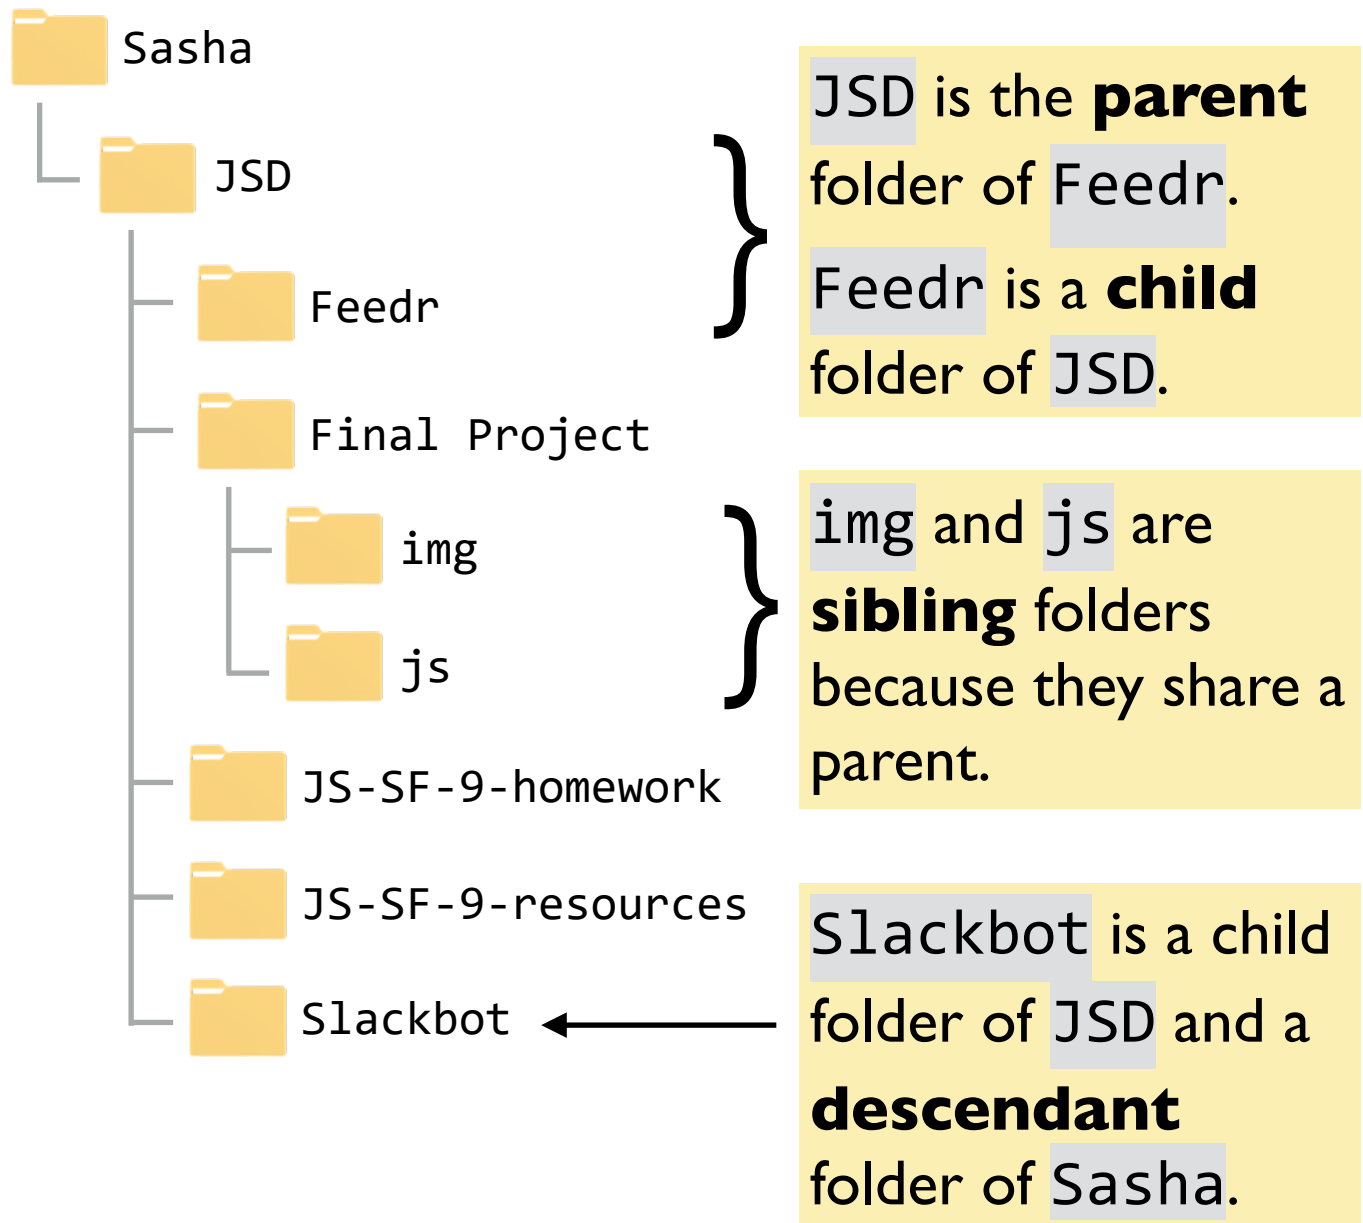 Sasha
JSD
Feedr
Final Project
img
js
JS-SF-9-homework
JS-SF-9-resources
Slackbot
JSD is the parent
folder of Feedr.
Feedr is a child
folder of JSD.
img and js are
sibling folders
because they share a
parent.
Slackbot is a child
folder of JSD and a
descendant
folder of Sasha.